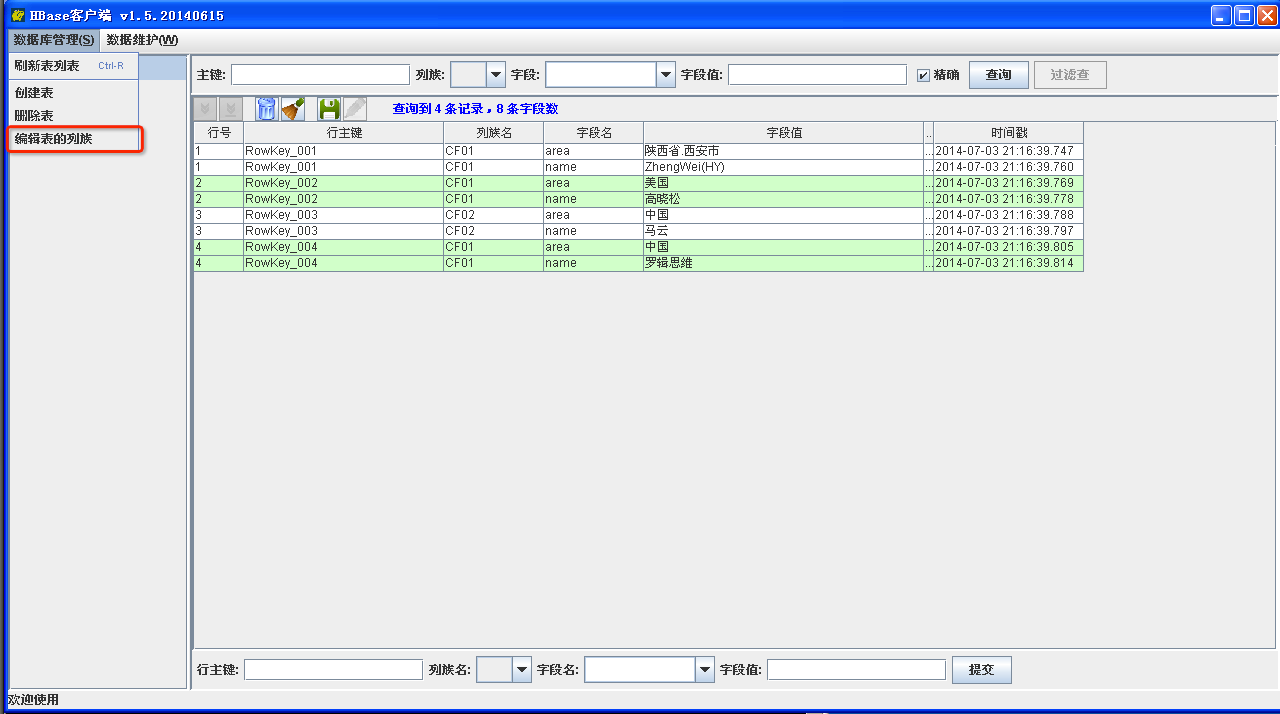 HBase客户端 v1.5.20140615
数据库管理(S) 数据维护(W)
刷新表列表 Ctrl-R
创建表
删除表
编辑表的列族
主键: 列族: 字段: 字段值: 精确 查询 过滤查
查询到 4 条记录，8 条字段数
行号 行主键 列族名 字段名 字段值 .. 时间戳
1 RowKey_001 CF01 area 陕西省.西安市 ... 2014-07-03 21:16:39.747
1 RowKey_001 CF01 name ZhengWei(HY) ... 2014-07-03 21:16:39.760
2 RowKey_002 CF01 area 美国 ... 2014-07-03 21:16:39.769
2 RowKey_002 CF01 name 高晓松 ... 2014-07-03 21:16:39.778
3 RowKey_003 CF02 area 中国 ... 2014-07-03 21:16:39.788
3 RowKey_003 CF02 name 马云 ... 2014-07-03 21:16:39.797
4 RowKey_004 CF01 area 中国 ... 2014-07-03 21:16:39.805
4 RowKey_004 CF01 name 罗辑思维 ... 2014-07-03 21:16:39.814
行主键: 列族名: 字段名: 字段值: 提交
欢迎使用